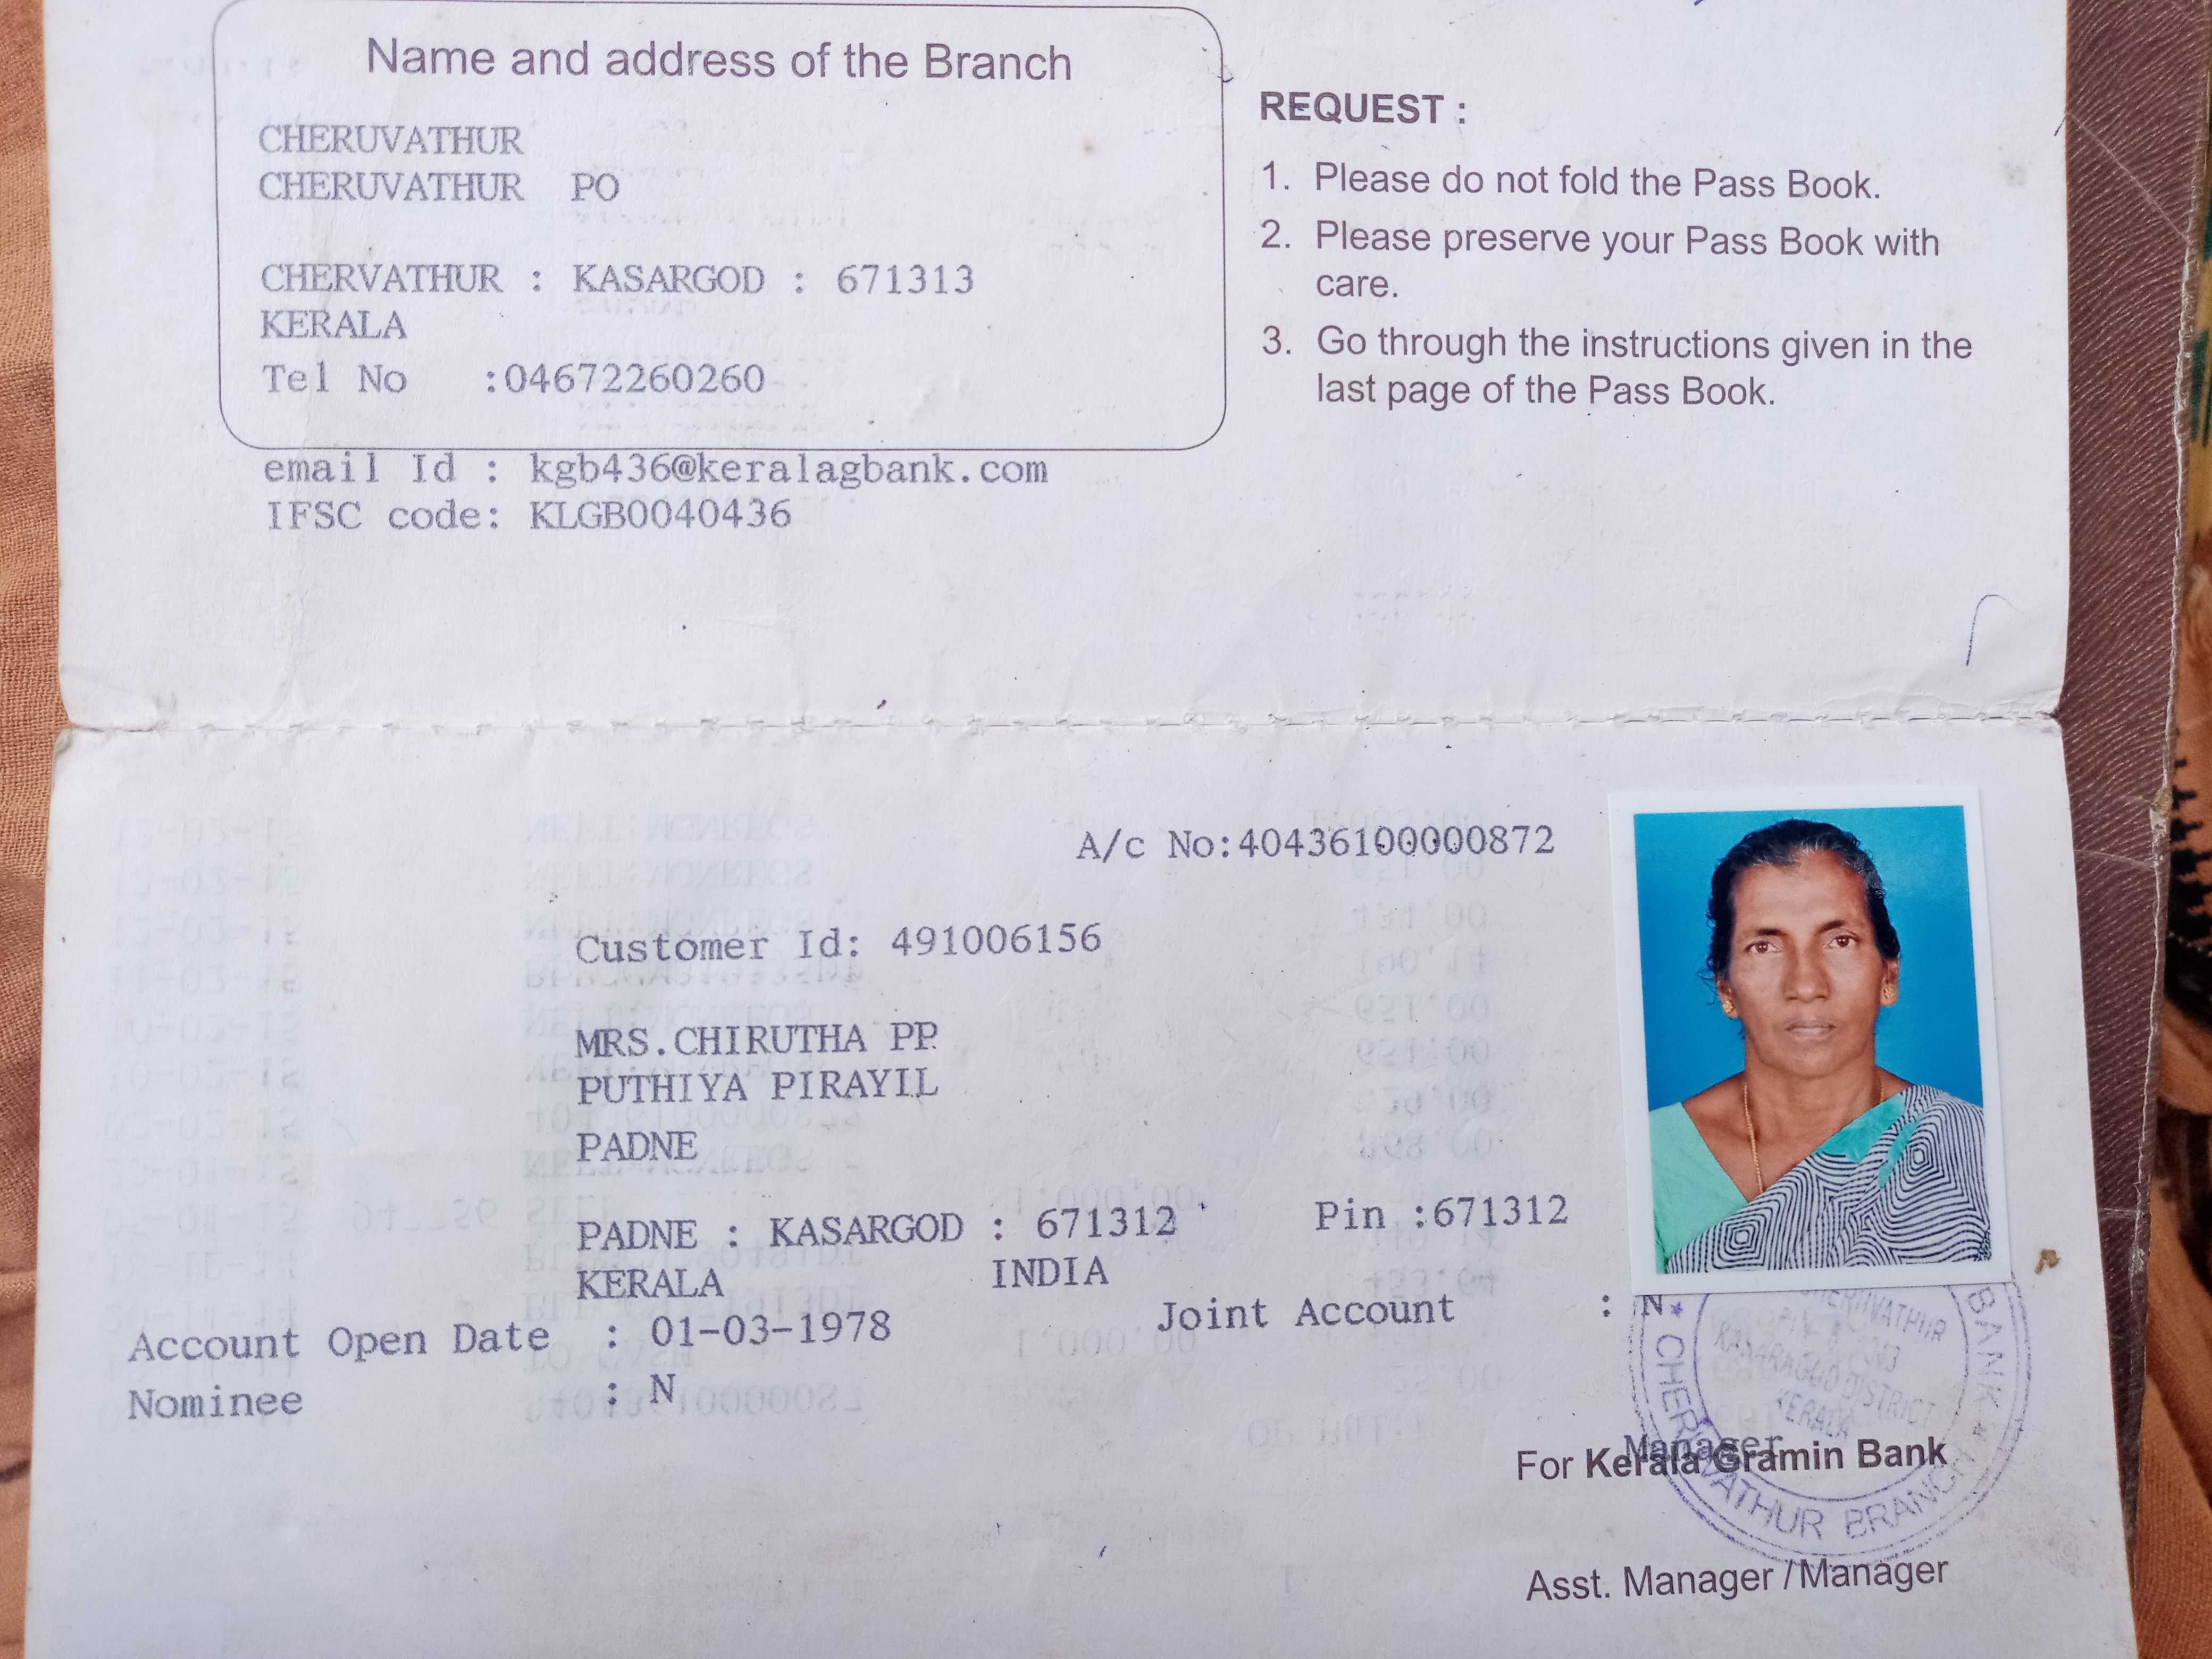 Name and address of the Branch
CHERUVATHUR
CHERUVATHUR PO
CHERVATHUR : KASARGOD : 671313
KERALA
Tel No :04672260260
email Id : kgb436@keralagbank.com
IFSC code: KLGB0040436
REQUEST :
1. Please do not fold the Pass Book.
2. Please preserve your Pass Book with
care.
3. Go through the instructions given in the
last page of the Pass Book.
A/c No:40436100000872
Customer Id: 491006156
MRS.CHIRUTHA PP
PUTHIYA PIRAYIL
PADNE
PADNE : KASARGOD : 671312 Pin :671312
KERALA INDIA
Account Open Date : 01-03-1978 Joint Account : N
Nominee : N
Manager
For Kerala Gramin Bank
Asst. Manager / Manager
CHERUVATHUR
KASARAGOD DISTRICT
KERALA
BANK * CHERUVATHUR BRANCH *